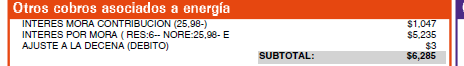 Otros cobros asociados a energía
INTERES MORA CONTRIBUCION (25,98-) $1,047
INTERES POR MORA ( RES:6-- NORE:25,98- E $5,235
AJUSTE A LA DECENA (DEBITO) $3
SUBTOTAL: $6,285